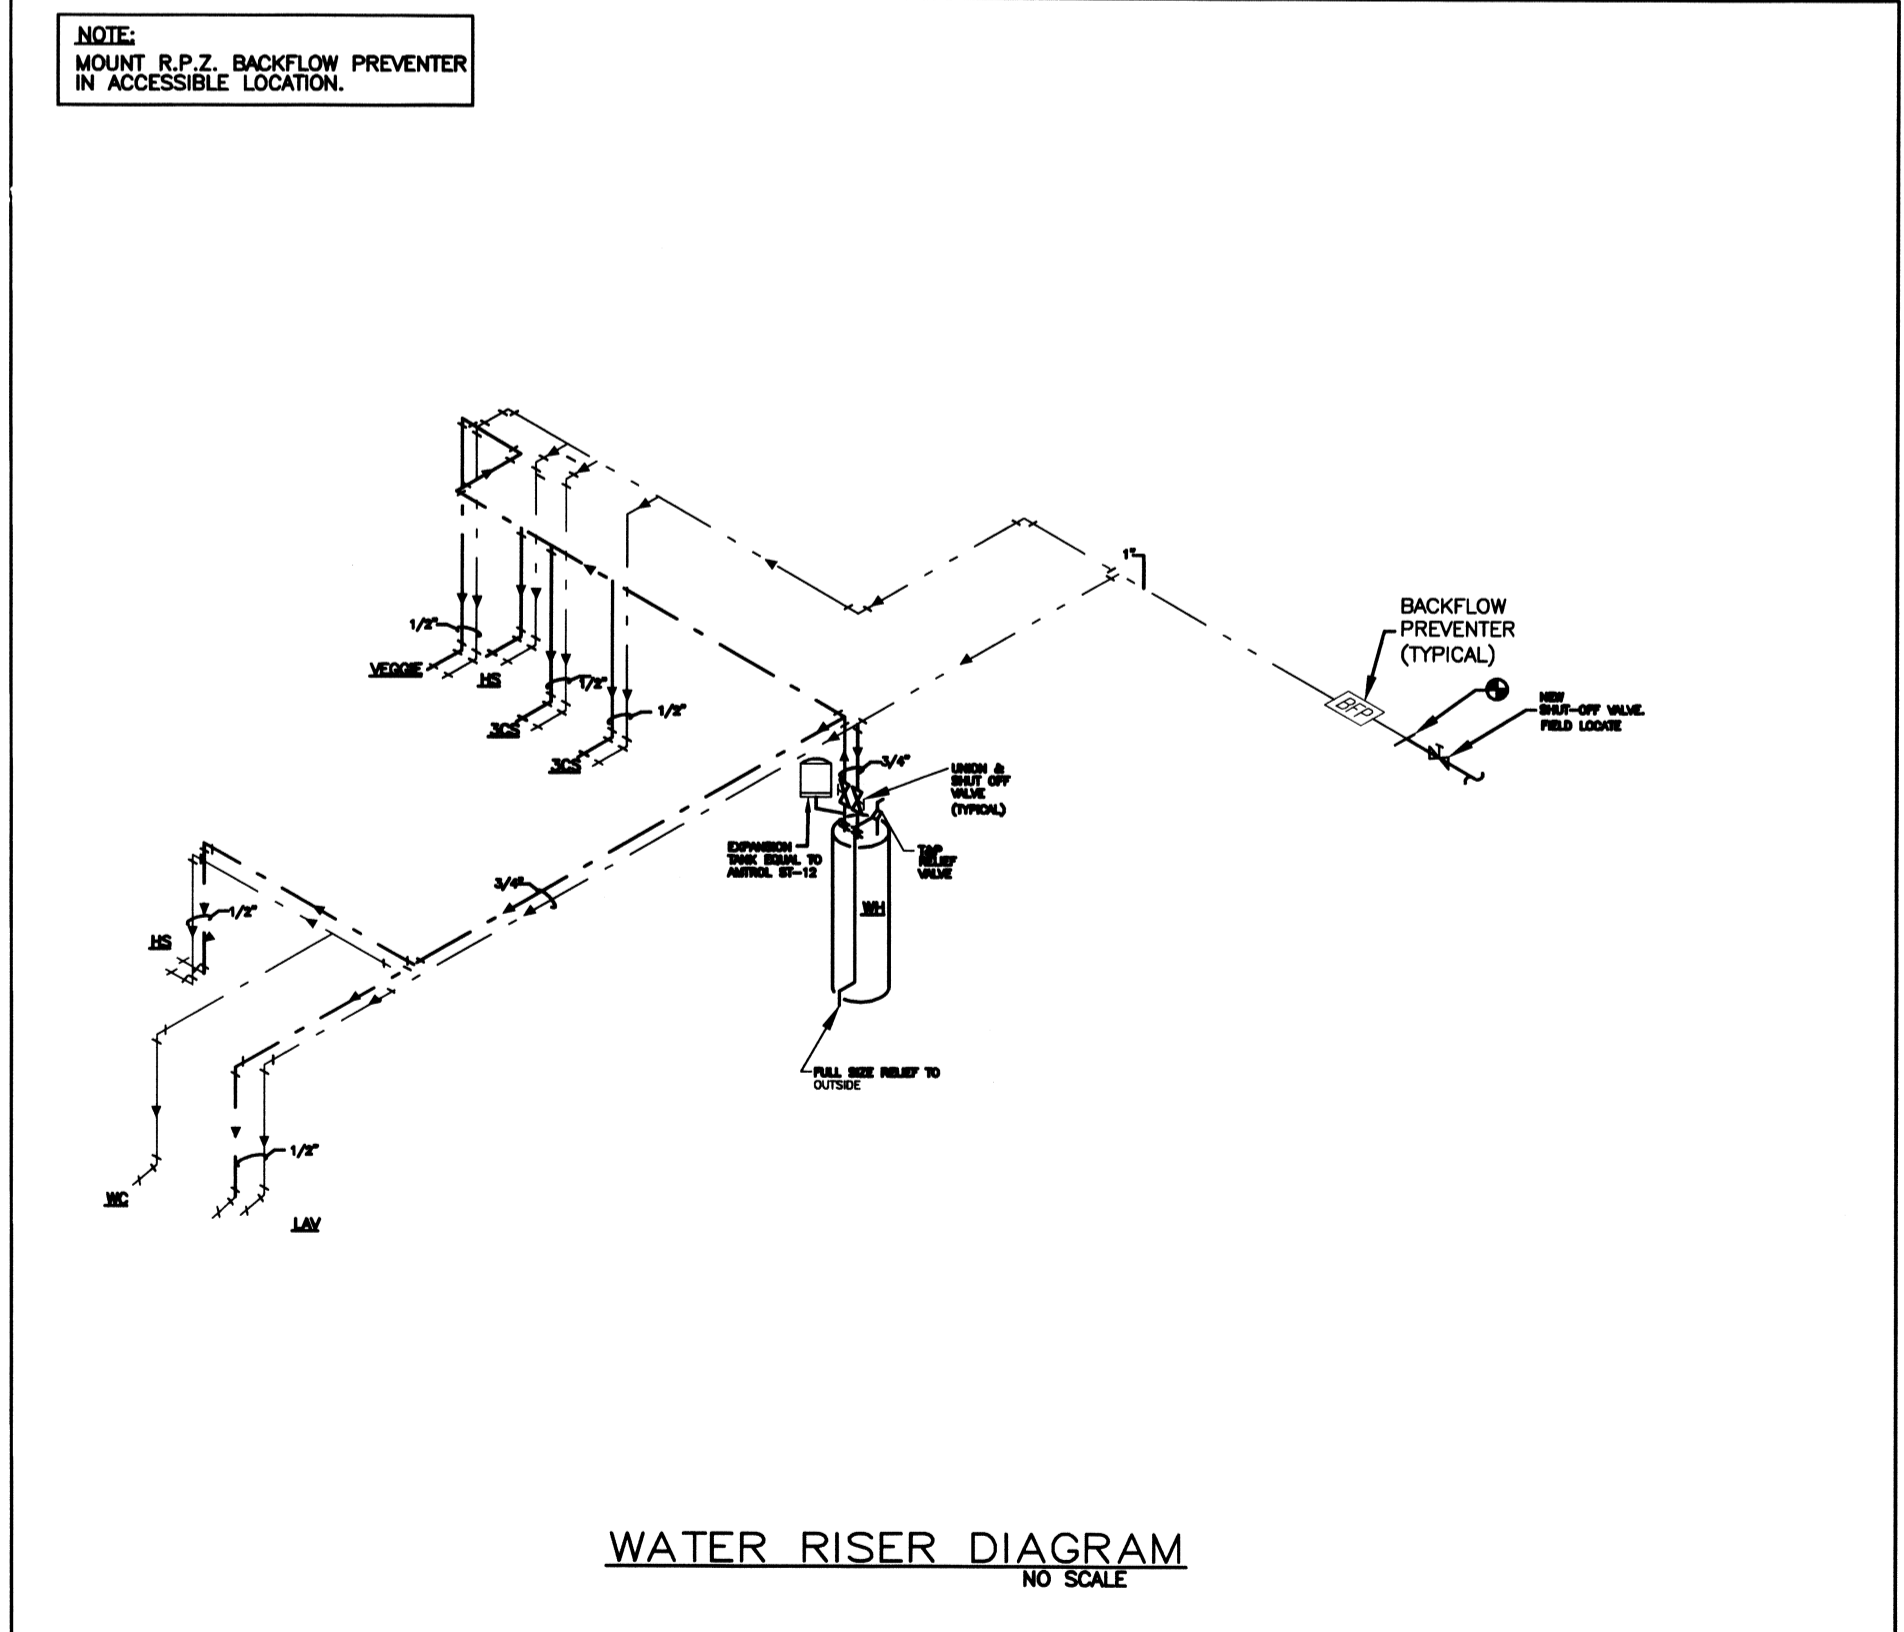 NOTE:
MOUNT R.P.Z. BACKFLOW PREVENTER
IN ACCESSIBLE LOCATION.
1"
BACKFLOW
PREVENTER
(TYPICAL)
BFP
NEW
SHUT-OFF VALVE.
FIELD LOCATE
1/2"
VEGGIE
HS
1/2"
3CS
1/2"
3CS
3/4"
UNION &
SHUT OFF
VALVE
(TYPICAL)
EXPANSION
TANK EQUAL TO
AMTROL ST-12
T&P
RELIEF
VALVE
WH
3/4"
1/2"
HS
FULL SIZE RELIEF TO
OUTSIDE
1/2"
WC
LAV
WATER RISER DIAGRAM
NO SCALE